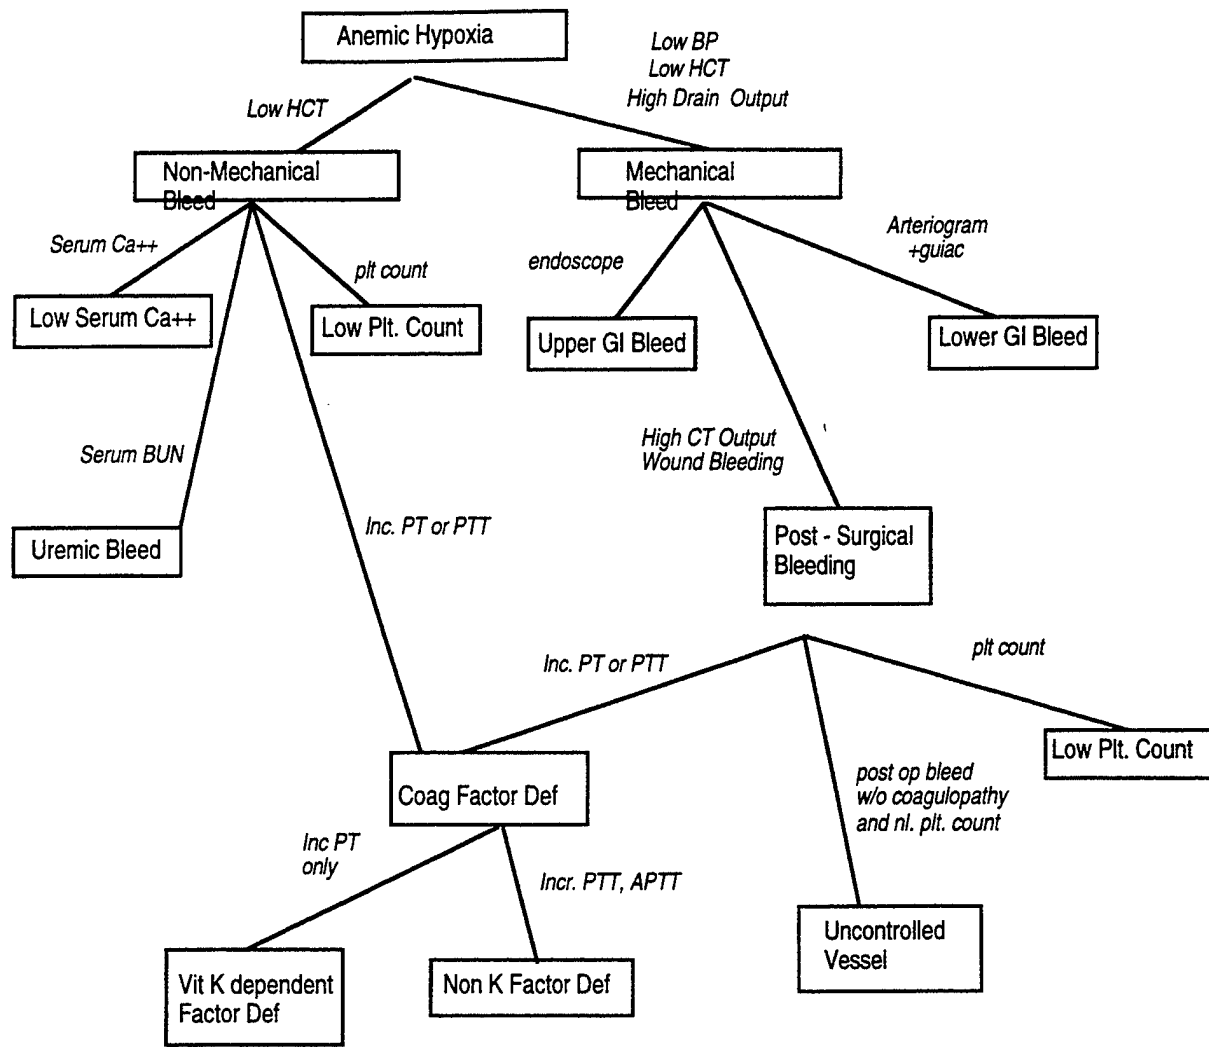 Anemic Hypoxia
Low BP
Low HCT
High Drain Output
Low HCT
Non-Mechanical
Bleed
Mechanical
Bleed
Serum Ca++
plt count
endoscope
Arteriogram
+guiac
Low Serum Ca++
Low Plt. Count
Upper GI Bleed
Lower GI Bleed
Serum BUN
High CT Output
Wound Bleeding
Uremic Bleed
Inc. PT or PTT
Post - Surgical
Bleeding
Inc. PT or PTT
plt count
Low Plt. Count
Coag Factor Def
post op bleed
w/o coagulopathy
and nl. plt. count
Inc PT
only
Incr. PTT, APTT
Uncontrolled
Vessel
Vit K dependent
Factor Def
Non K Factor Def